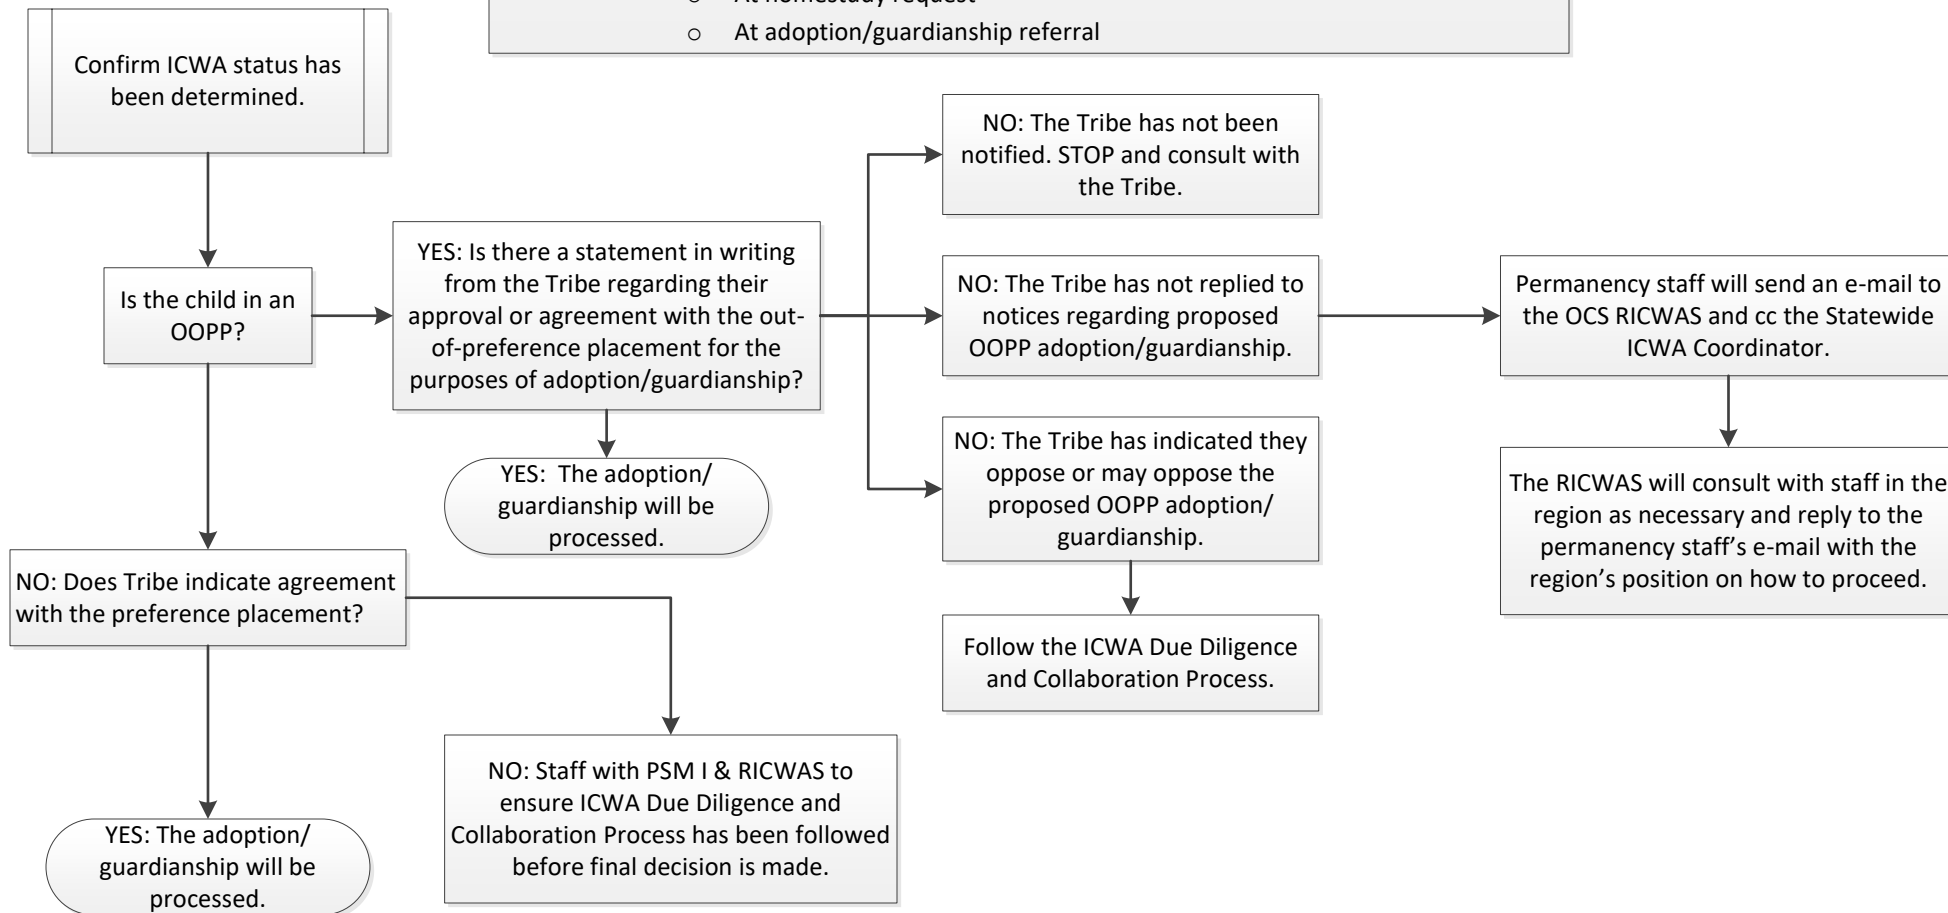 o At homestudy request
o At adoption/guardianship referral
Confirm ICWA status has
been determined.
NO: The Tribe has not been
notified. STOP and consult with
the Tribe.
Is the child in an
OOPP?
YES: Is there a statement in writing
from the Tribe regarding their
approval or agreement with the out-
of-preference placement for the
purposes of adoption/guardianship?
NO: The Tribe has not replied to
notices regarding proposed
OOPP adoption/guardianship.
Permanency staff will send an e-mail to
the OCS RICWAS and cc the Statewide
ICWA Coordinator.
YES: The adoption/
guardianship will be
processed.
NO: The Tribe has indicated they
oppose or may oppose the
proposed OOPP adoption/
guardianship.
The RICWAS will consult with staff in the
region as necessary and reply to the
permanency staff’s e-mail with the
region’s position on how to proceed.
NO: Does Tribe indicate agreement
with the preference placement?
Follow the ICWA Due Diligence
and Collaboration Process.
NO: Staff with PSM I & RICWAS to
ensure ICWA Due Diligence and
Collaboration Process has been followed
before final decision is made.
YES: The adoption/
guardianship will be
processed.